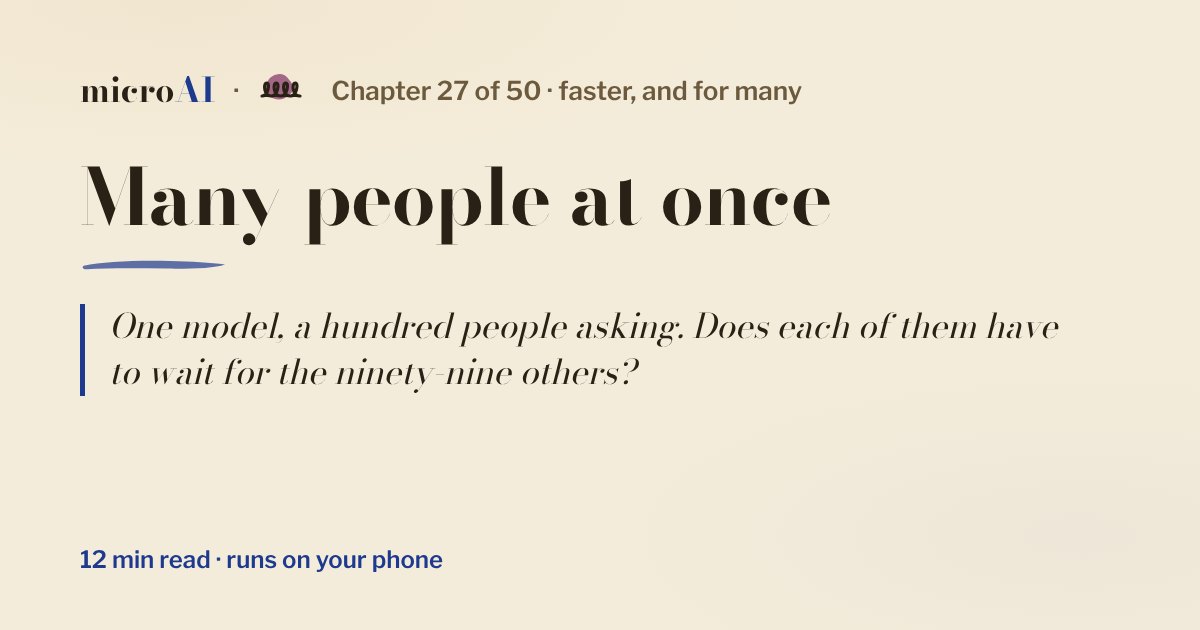 microAI · Chapter 27 of 50 · faster, and for many
Many people at once
One model, a hundred people asking. Does each of them have
to wait for the ninety-nine others?
12 min read · runs on your phone